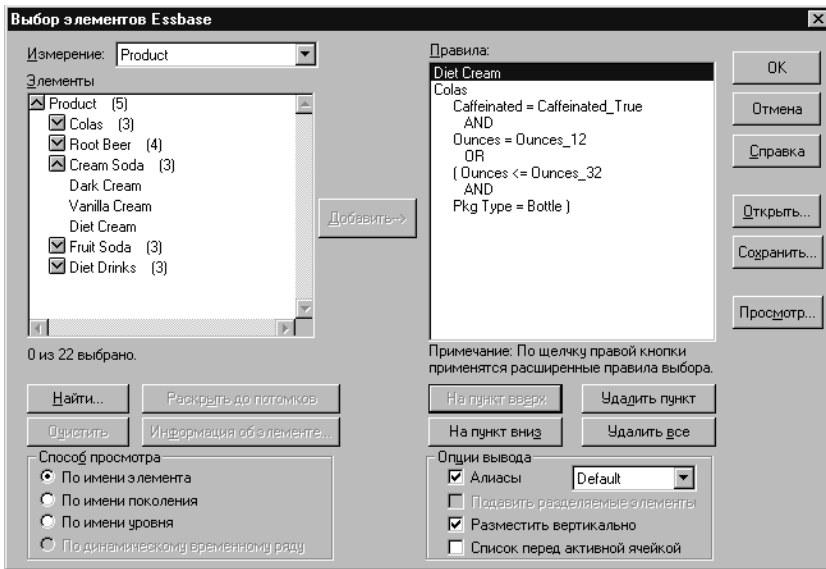 Выбор элементов Essbase
Измерение: Product
Элементы
Product (5)
Colas (3)
Root Beer (4)
Cream Soda (3)
Dark Cream
Vanilla Cream
Diet Cream
Fruit Soda (3)
Diet Drinks (3)
0 из 22 выбрано.
Добавить-->
Правила:
Diet Cream
Colas
Caffeinated = Caffeinated_True
AND
Ounces = Ounces_12
OR
( Ounces <= Ounces_32
AND
Pkg Type = Bottle )
Примечание: По щелчку правой кнопки
применятся расширенные правила выбора.
OK
Отмена
Справка
Открыть...
Сохранить...
Просмотр...
Найти...
Раскрыть до потомков
Очистить
Информация об элементе...
На пункт вверх
Удалить пункт
На пункт вниз
Удалить все
Способ просмотра
По имени элемента
По имени поколения
По имени уровня
По динамическому временному ряду
Опции вывода
Алиасы Default
Подавить разделяемые элементы
Разместить вертикально
Список перед активной ячейкой